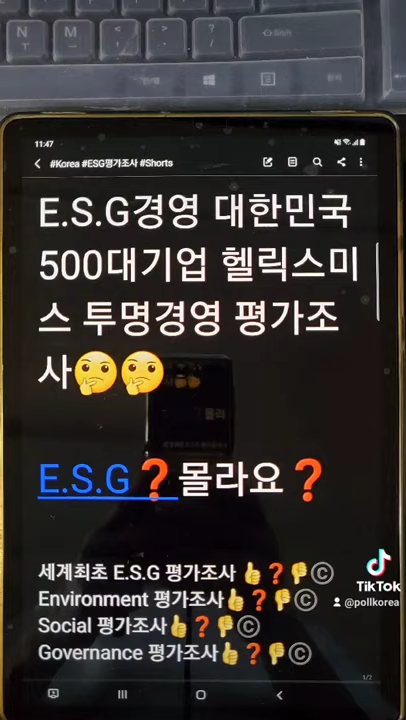 N
M
<
>
한/영
11:47
#Korea #ESG평가조사 #Shorts
E.S.G경영 대한민국
500대기업 헬릭스미
스 투명경영 평가조
사🤔🤔
E.S.G❓몰라요❓
세계최초 E.S.G 평가조사 👍❓👎©
Environment 평가조사👍❓👎©
Social 평가조사👍❓👎©
Governance 평가조사👍❓👎©
TikTok
@pollkorea
1/2